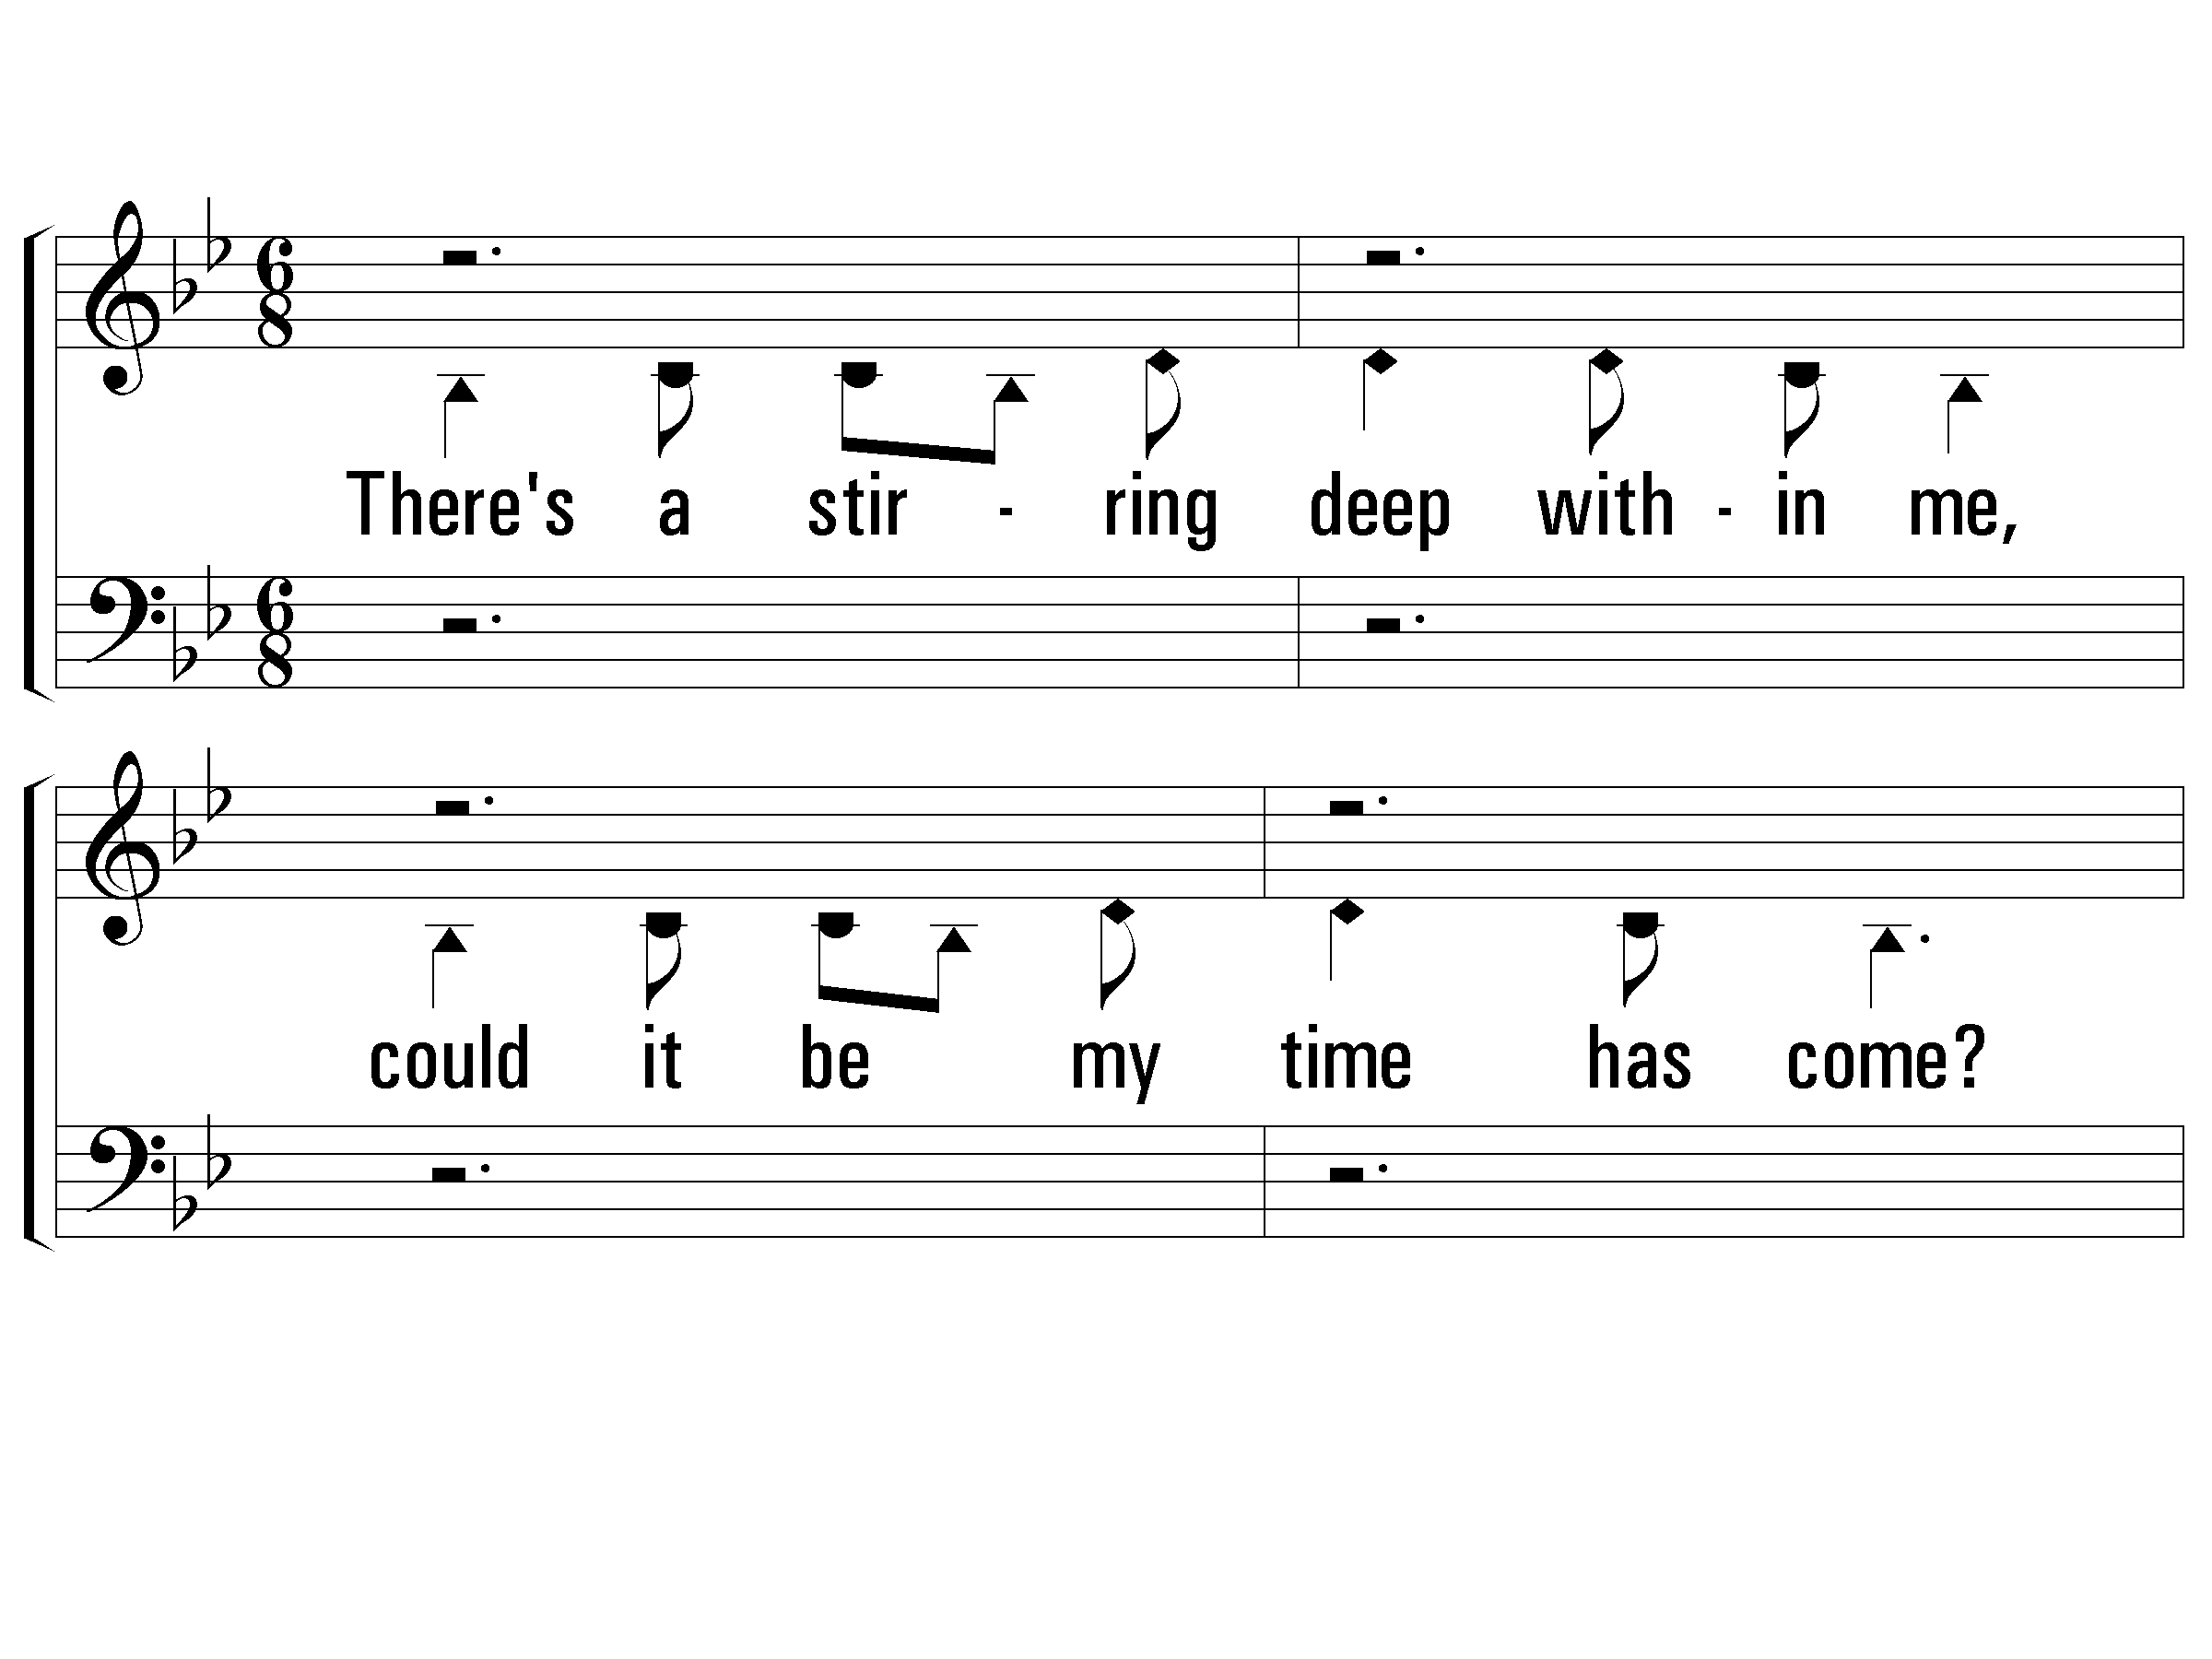 There's a stir - ring deep with - in me,
could it be my time has come?